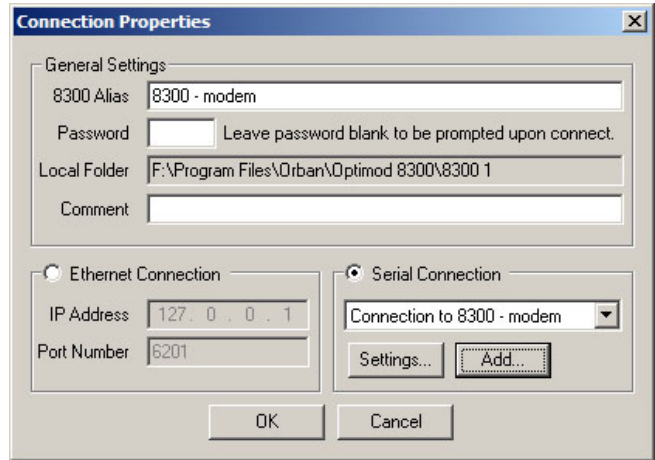 Connection Properties
General Settings
8300 Alias 8300 - modem
Password Leave password blank to be prompted upon connect.
Local Folder F:\Program Files\Orban\Optimod 8300\8300 1
Comment
Ethernet Connection
IP Address 127. 0 . 0 . 1
Port Number 6201
Serial Connection
Connection to 8300 - modem
Settings... Add...
OK Cancel